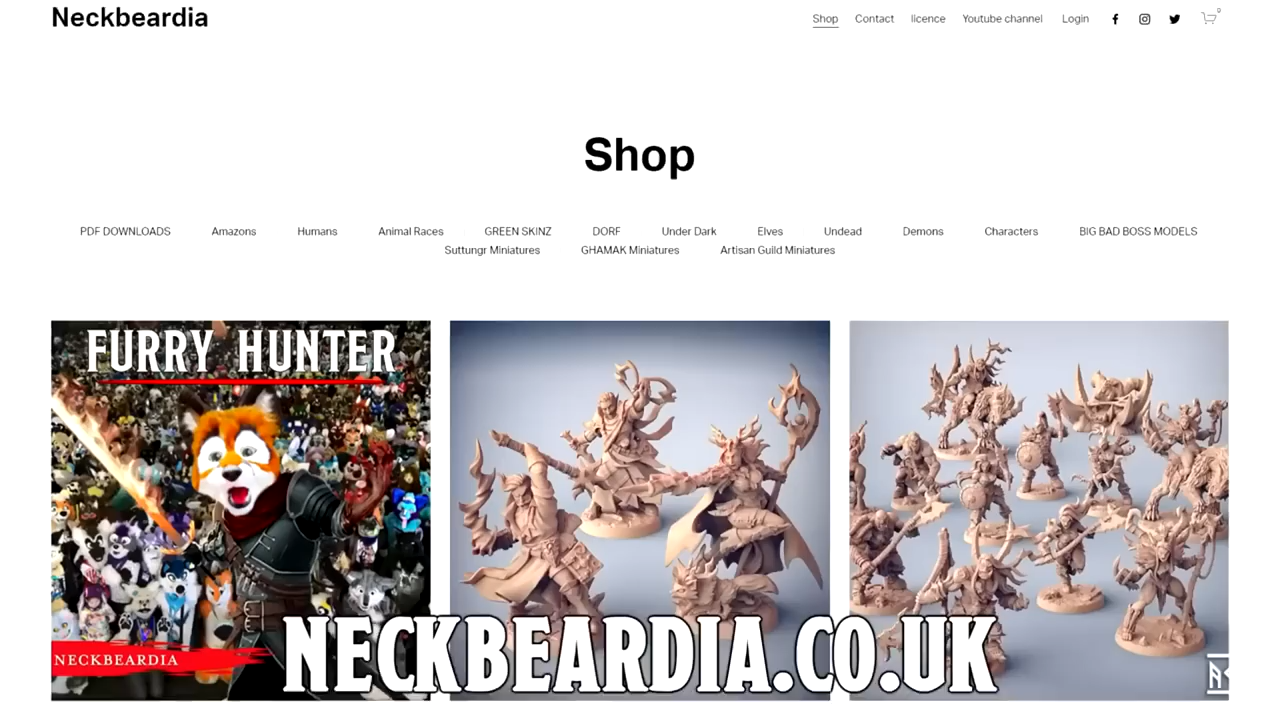 Neckbeardia
Shop Contact licence Youtube channel Login 0
Shop
PDF DOWNLOADS Amazons Humans Animal Races GREEN SKINZ DORF Under Dark Elves Undead Demons Characters BIG BAD BOSS MODELS
Suttungr Miniatures GHAMAK Miniatures Artisan Guild Miniatures
FURRY HUNTER
NECKBEARDIA
NECKBEARDIA.CO.UK